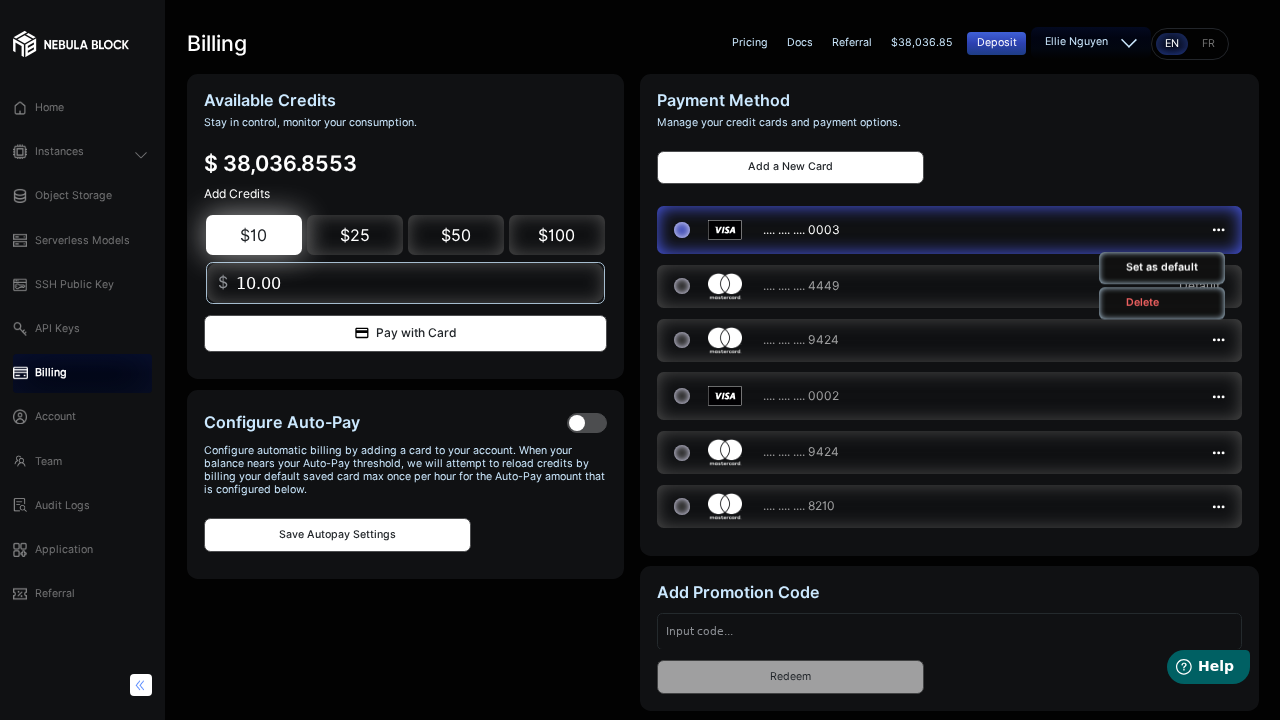 NEBULA BLOCK
Home
Instances
Object Storage
Serverless Models
SSH Public Key
API Keys
Billing
Account
Team
Audit Logs
Application
Referral
Billing
Pricing
Docs
Referral
$38,036.85
Deposit
Ellie Nguyen
EN
FR
Available Credits
Stay in control, monitor your consumption.
$ 38,036.8553
Add Credits
$10
$25
$50
$100
$ 10.00
Pay with Card
Configure Auto-Pay
Configure automatic billing by adding a card to your account. When your
balance nears your Auto-Pay threshold, we will attempt to reload credits by
billing your default saved card max once per hour for the Auto-Pay amount that
is configured below.
Save Autopay Settings
Payment Method
Manage your credit cards and payment options.
Add a New Card
VISA .... .... .... 0003
Set as default
mastercard .... .... .... 4449 Default
Delete
mastercard .... .... .... 9424
VISA .... .... .... 0002
mastercard .... .... .... 9424
mastercard .... .... .... 8210
Add Promotion Code
Input code...
Redeem
Help